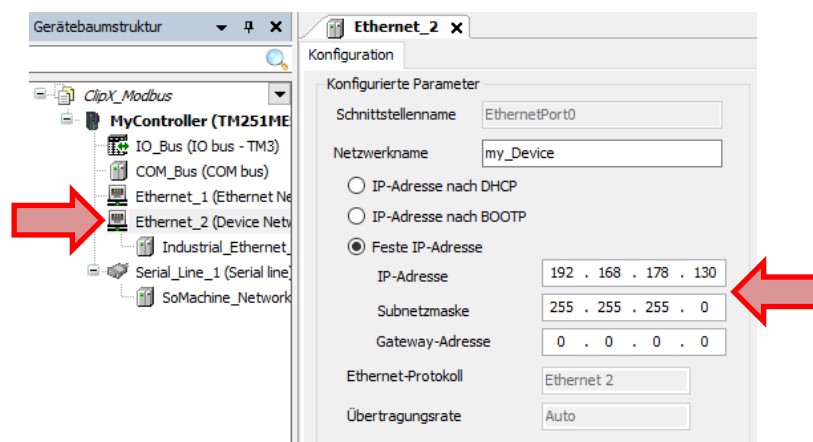 Gerätebaumstruktur
ClipX_Modbus
MyController (TM251ME
IO_Bus (IO bus - TM3)
COM_Bus (COM bus)
Ethernet_1 (Ethernet Ne
Ethernet_2 (Device Netw
Industrial_Ethernet_
Serial_Line_1 (Serial line)
SoMachine_Network
Ethernet_2
Konfiguration
Konfigurierte Parameter
Schnittstellenname EthernetPort0
Netzwerkname my_Device
IP-Adresse nach DHCP
IP-Adresse nach BOOTP
Feste IP-Adresse
IP-Adresse 192 . 168 . 178 . 130
Subnetzmaske 255 . 255 . 255 . 0
Gateway-Adresse 0 . 0 . 0 . 0
Ethernet-Protokoll Ethernet 2
Übertragungsrate Auto